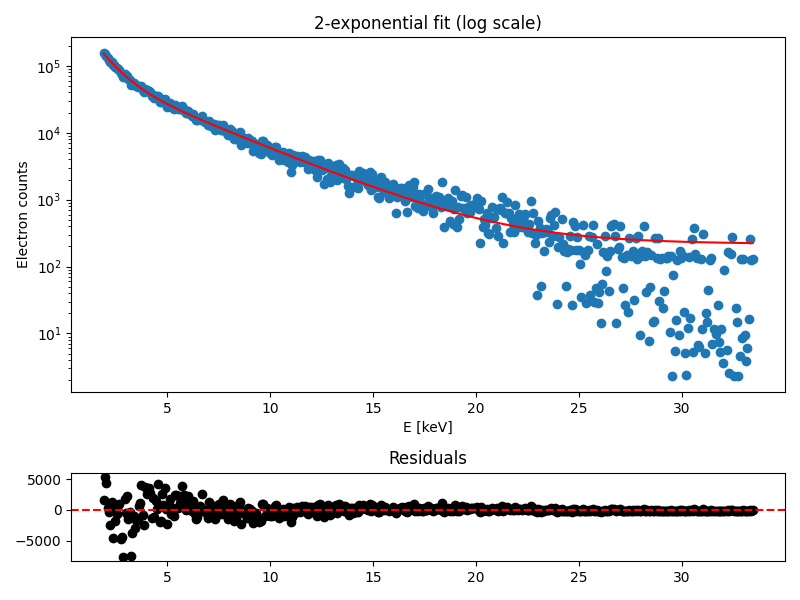 2-exponential fit (log scale)
Electron counts
10⁵
10⁴
10³
10²
10¹
5 10 15 20 25 30
E [keV]
Residuals
5000
0
−5000
5 10 15 20 25 30